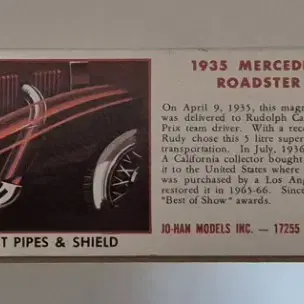 1935 MERCEDE
ROADSTER
On April 9, 1935, this mag
was delivered to Rudolph Ca
Prix team driver. With a rec
Rudy chose this 5 litre super
transportation. In July, 1936
A California collector bought
it to the United States where
was purchased by a Los Ang
restored it in 1965-66. Since
"Best of Show" awards.
T PIPES & SHIELD
JO-HAN MODELS INC. — 17255